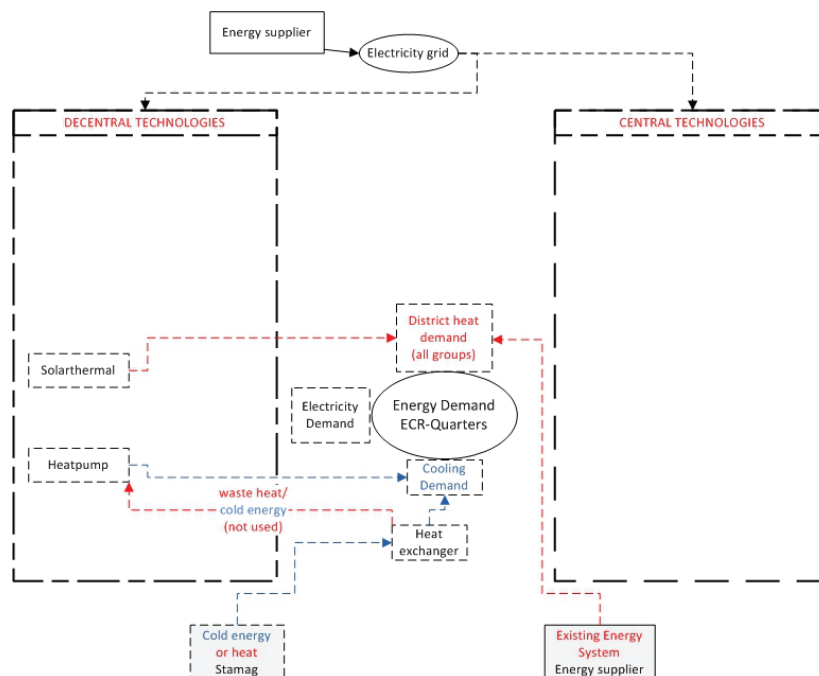 Energy supplier
Electricity grid
DECENTRAL TECHNOLOGIES
CENTRAL TECHNOLOGIES
District heat
demand
(all groups)
Solarthermal
Electricity
Demand
Energy Demand
ECR-Quarters
Heatpump
Cooling
Demand
waste heat/
cold energy
(not used)
Heat
exchanger
Cold energy
or heat
Stamag
Existing Energy
System
Energy supplier